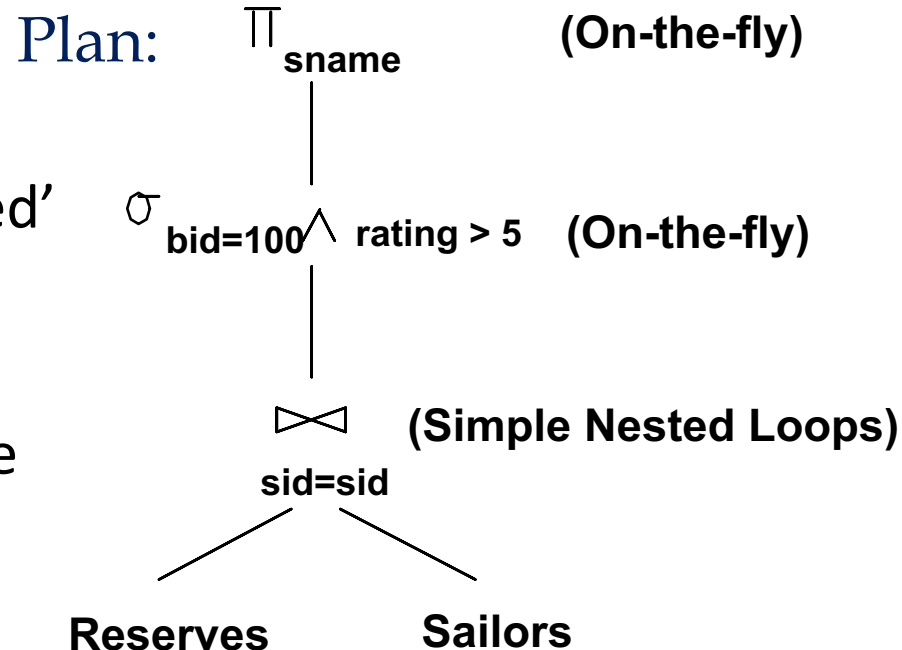 Plan: π sname (On-the-fly)
ed’ σ bid=100 ∧ rating > 5 (On-the-fly)
⋈ (Simple Nested Loops)
e sid=sid
Reserves Sailors